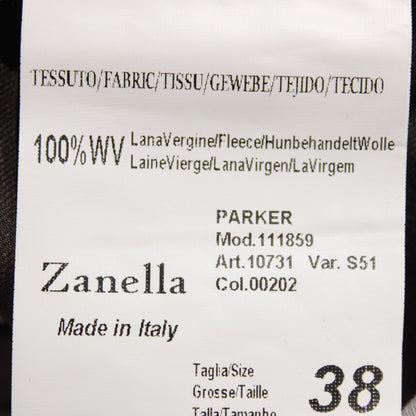 TESSUTO/FABRIC/TISSU/GEWEBE/TEJIDO/TECIDO
100%WV LanaVergine/Fleece/HunbehandeltWolle
LaineVierge/LanaVirgen/LaVirgem
PARKER
Mod.111859
Art.10731 Var. S51
Col.00202
Zanella
Made in Italy
Taglia/Size
Grosse/Taille
Talla/Tamanho
38